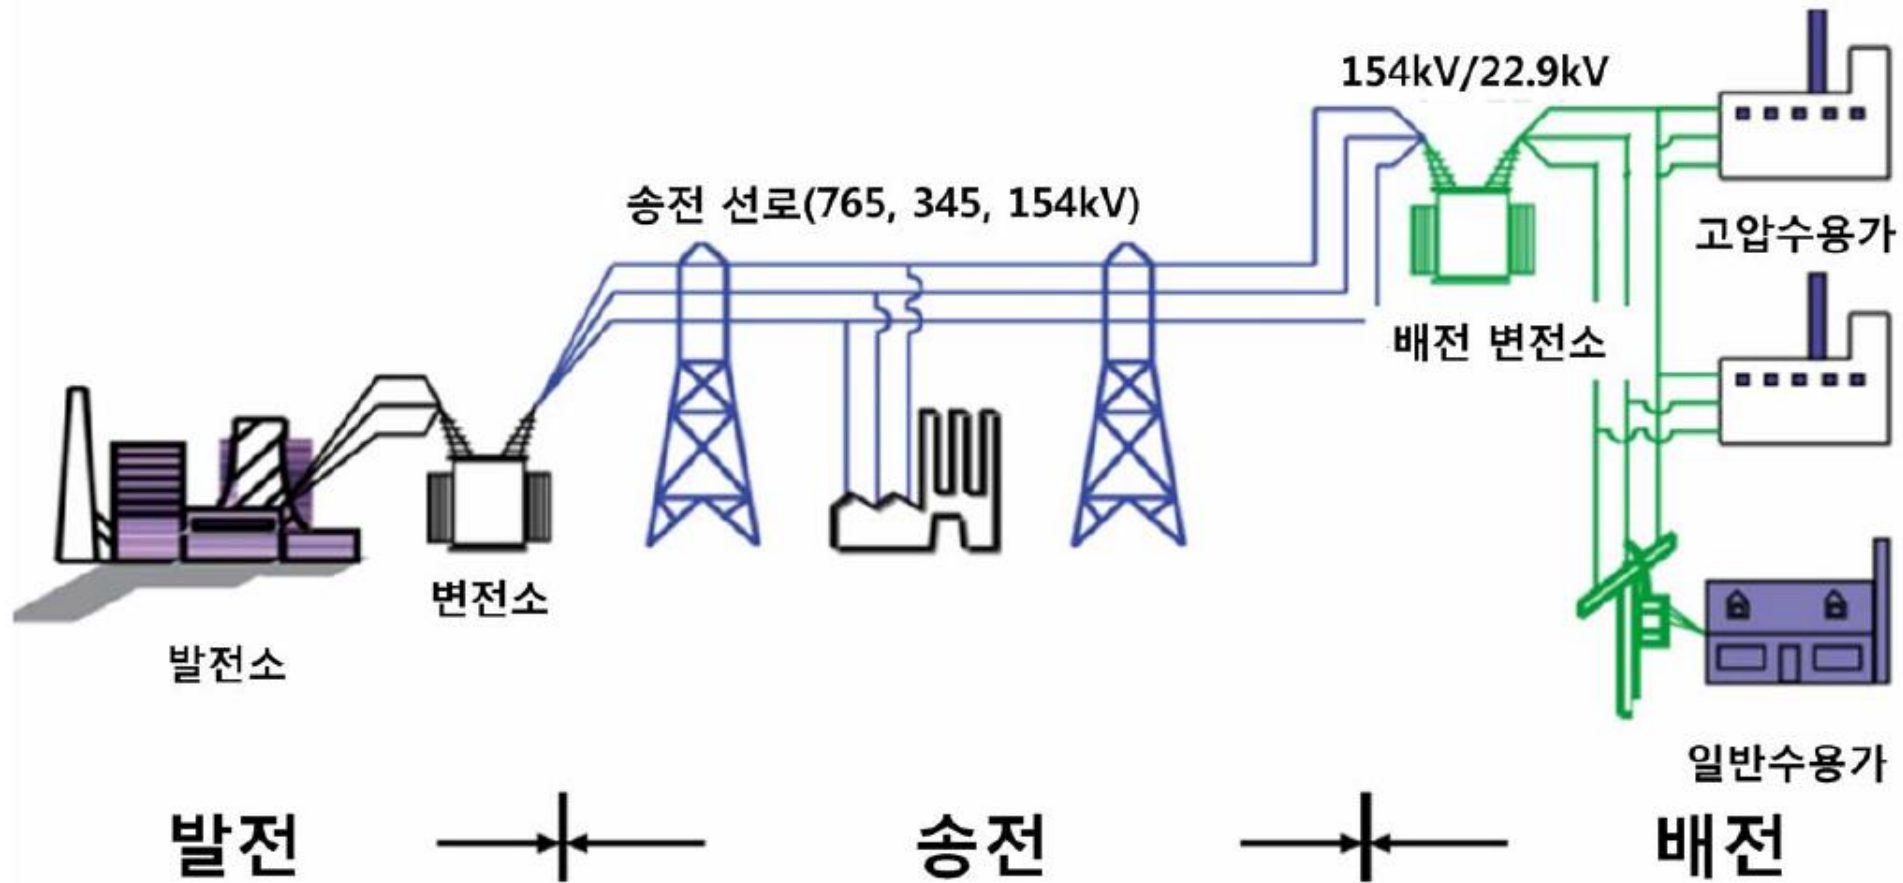 154kV/22.9kV
송전 선로(765, 345, 154kV)
고압수용가
배전 변전소
변전소
발전소
일반수용가
발전
송전
배전